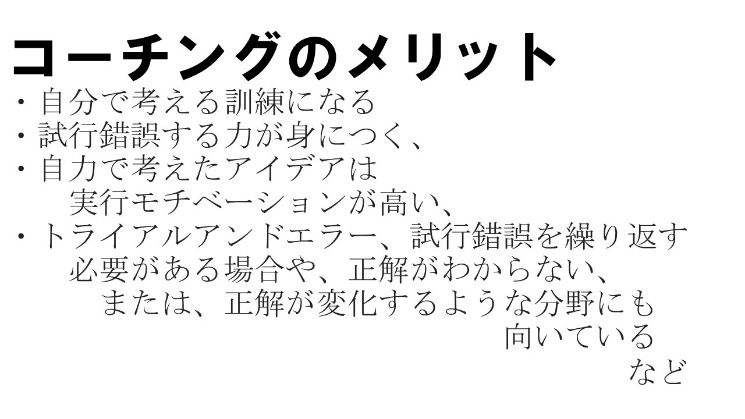 コーチングのメリット
・自分で考える訓練になる
・試行錯誤する力が身につく、
・自力で考えたアイデアは
実行モチベーションが高い、
・トライアルアンドエラー、試行錯誤を繰り返す
必要がある場合や、正解がわからない、
または、正解が変化するような分野にも
向いている
など